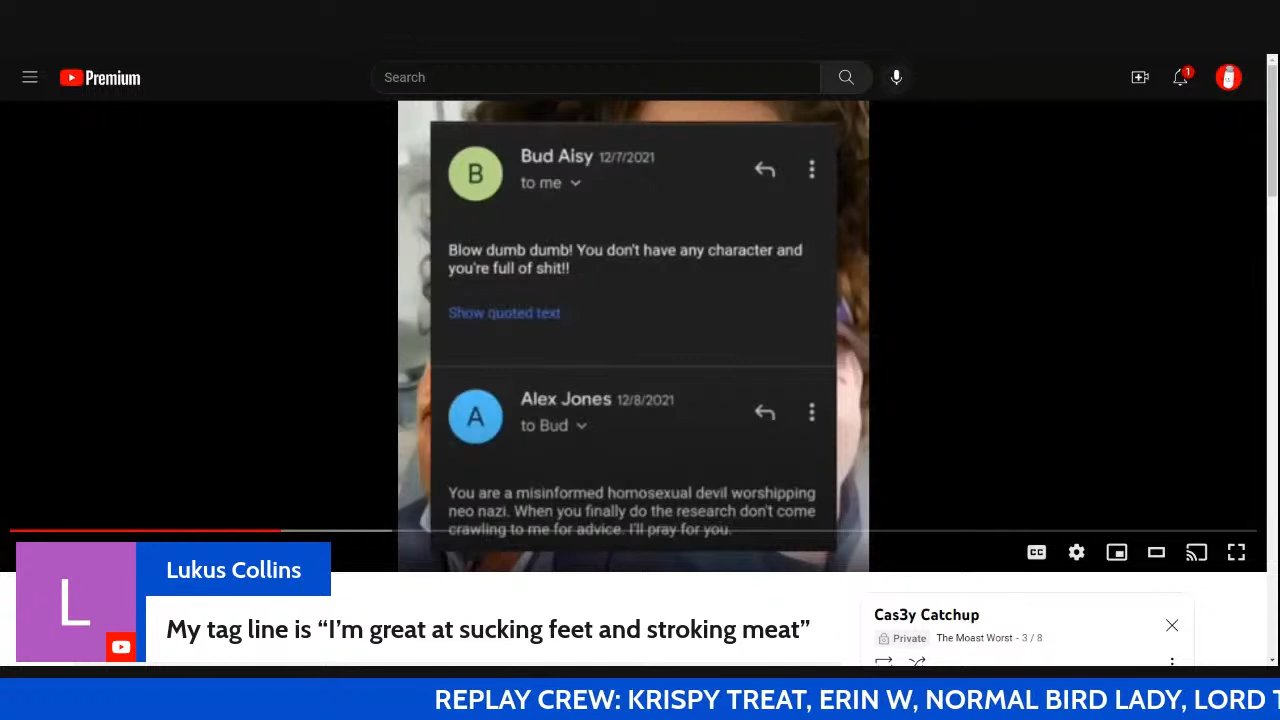 Premium
Search
1
B
Bud Aisy 12/7/2021
to me
Blow dumb dumb! You don't have any character and
you're full of shit!!
Show quoted text
A
Alex Jones 12/8/2021
to Bud
You are a misinformed homosexual devil worshipping
neo nazi. When you finally do the research don't come
crawling to me for advice. I'll pray for you.
CC
L
Lukus Collins
My tag line is “I’m great at sucking feet and stroking meat”
Cas3y Catchup
Private The Moast Worst - 3 / 8
REPLAY CREW: KRISPY TREAT, ERIN W, NORMAL BIRD LADY, LORD T